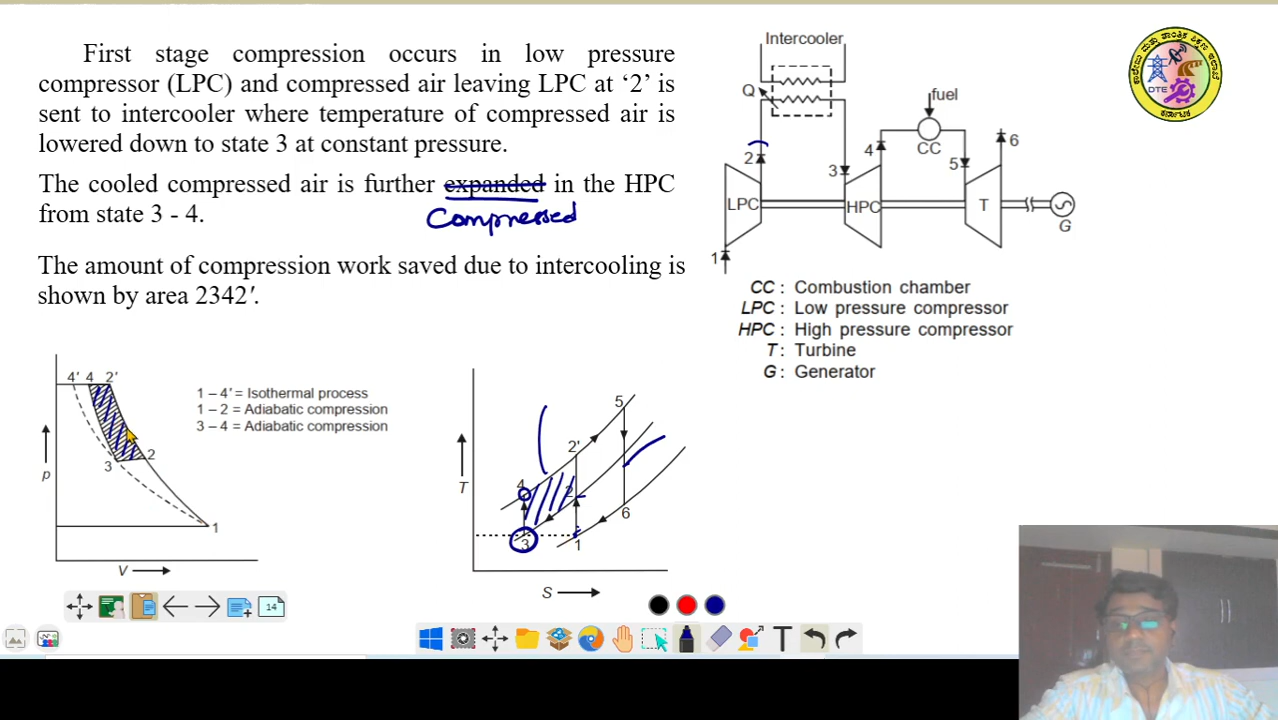 First stage compression occurs in low pressure
compressor (LPC) and compressed air leaving LPC at ‘2’ is
sent to intercooler where temperature of compressed air is
lowered down to state 3 at constant pressure.
The cooled compressed air is further expanded in the HPC
from state 3 - 4.
Compressed
The amount of compression work saved due to intercooling is
shown by area 2342′.
Intercooler
Q
fuel
2
3
4
CC
5
6
LPC
HPC
T
G
1
CC : Combustion chamber
LPC : Low pressure compressor
HPC : High pressure compressor
T : Turbine
G : Generator
4' 4 2'
1 – 4' = Isothermal process
1 – 2 = Adiabatic compression
3 – 4 = Adiabatic compression
p
3
2
1
V
5
2'
T
4
2
6
3
1
S
DTE
14
T